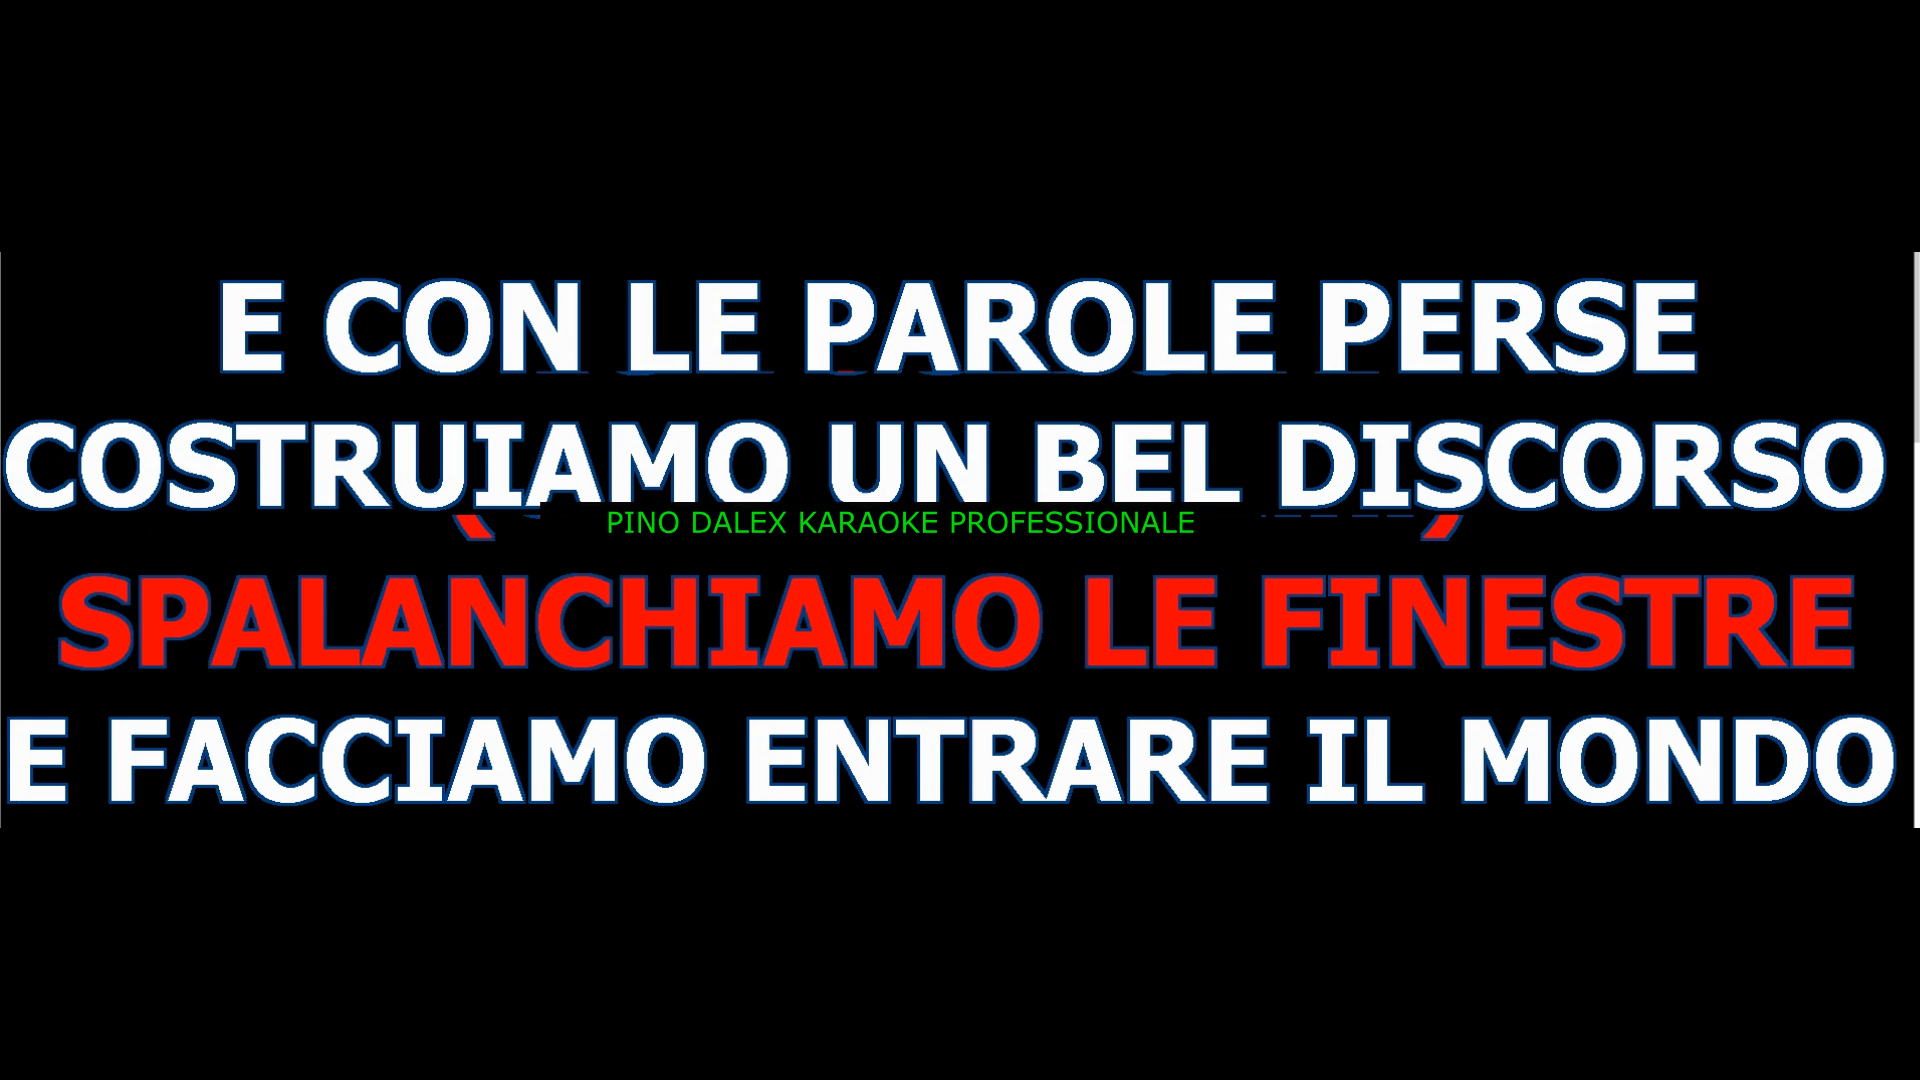 E CON LE PAROLE PERSE
COSTRUIAMO UN BEL DISCORSO
PINO DALEX KARAOKE PROFESSIONALE
SPALANCHIAMO LE FINESTRE
E FACCIAMO ENTRARE IL MONDO